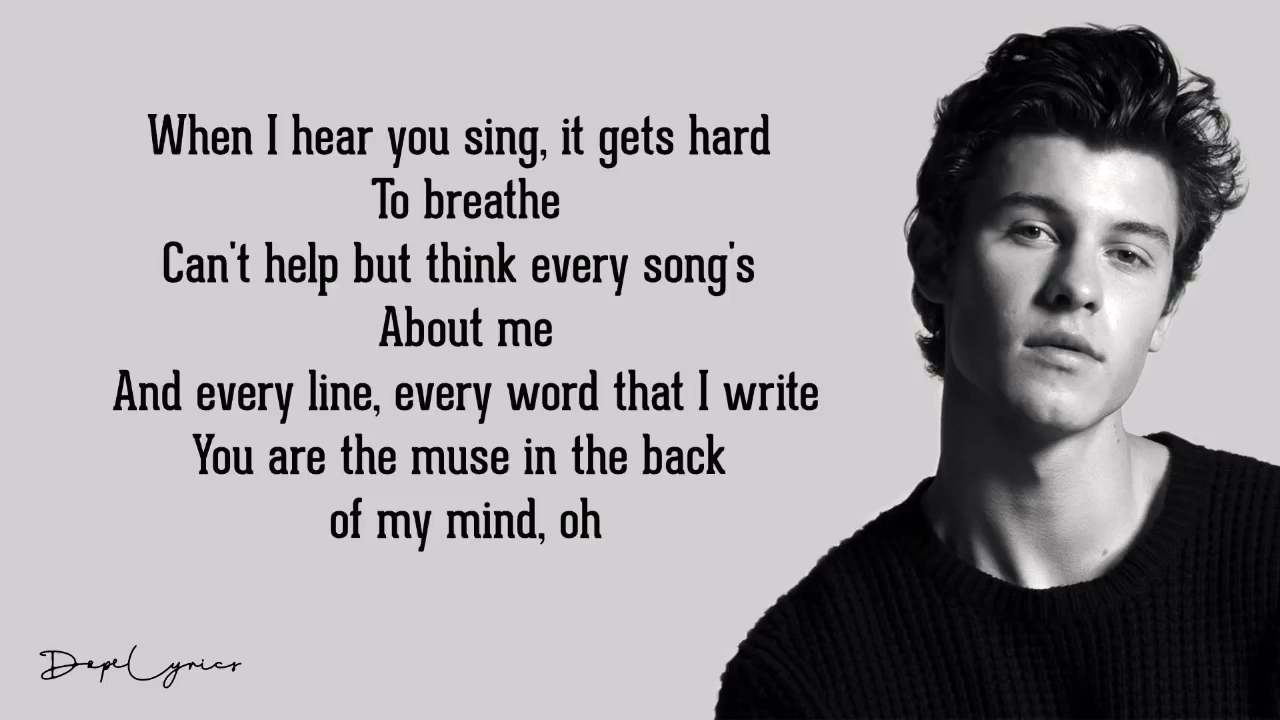 When I hear you sing, it gets hard
To breathe
Can't help but think every song's
About me
And every line, every word that I write
You are the muse in the back
of my mind, oh
DopeLyrics